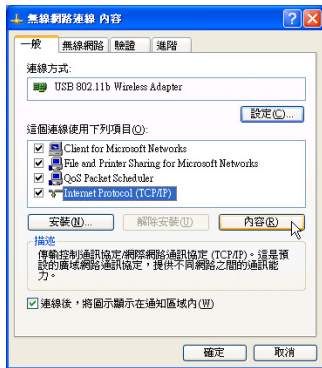 無線網路連線 內容
一般 無線網路 驗證 進階
連線方式:
USB 802.11b Wireless Adapter
設定(C)...
這個連線使用下列項目(O):
Client for Microsoft Networks
File and Printer Sharing for Microsoft Networks
QoS Packet Scheduler
Internet Protocol (TCP/IP)
安裝(N)... 解除安裝(U) 內容(R)
描述
傳輸控制通訊協定/網際網路通訊協定 (TCP/IP)。這是預
設的廣域網路通訊協定，提供不同網路之間的通訊能
力。
連線後，將圖示顯示在通知區域內(W)
確定 取消